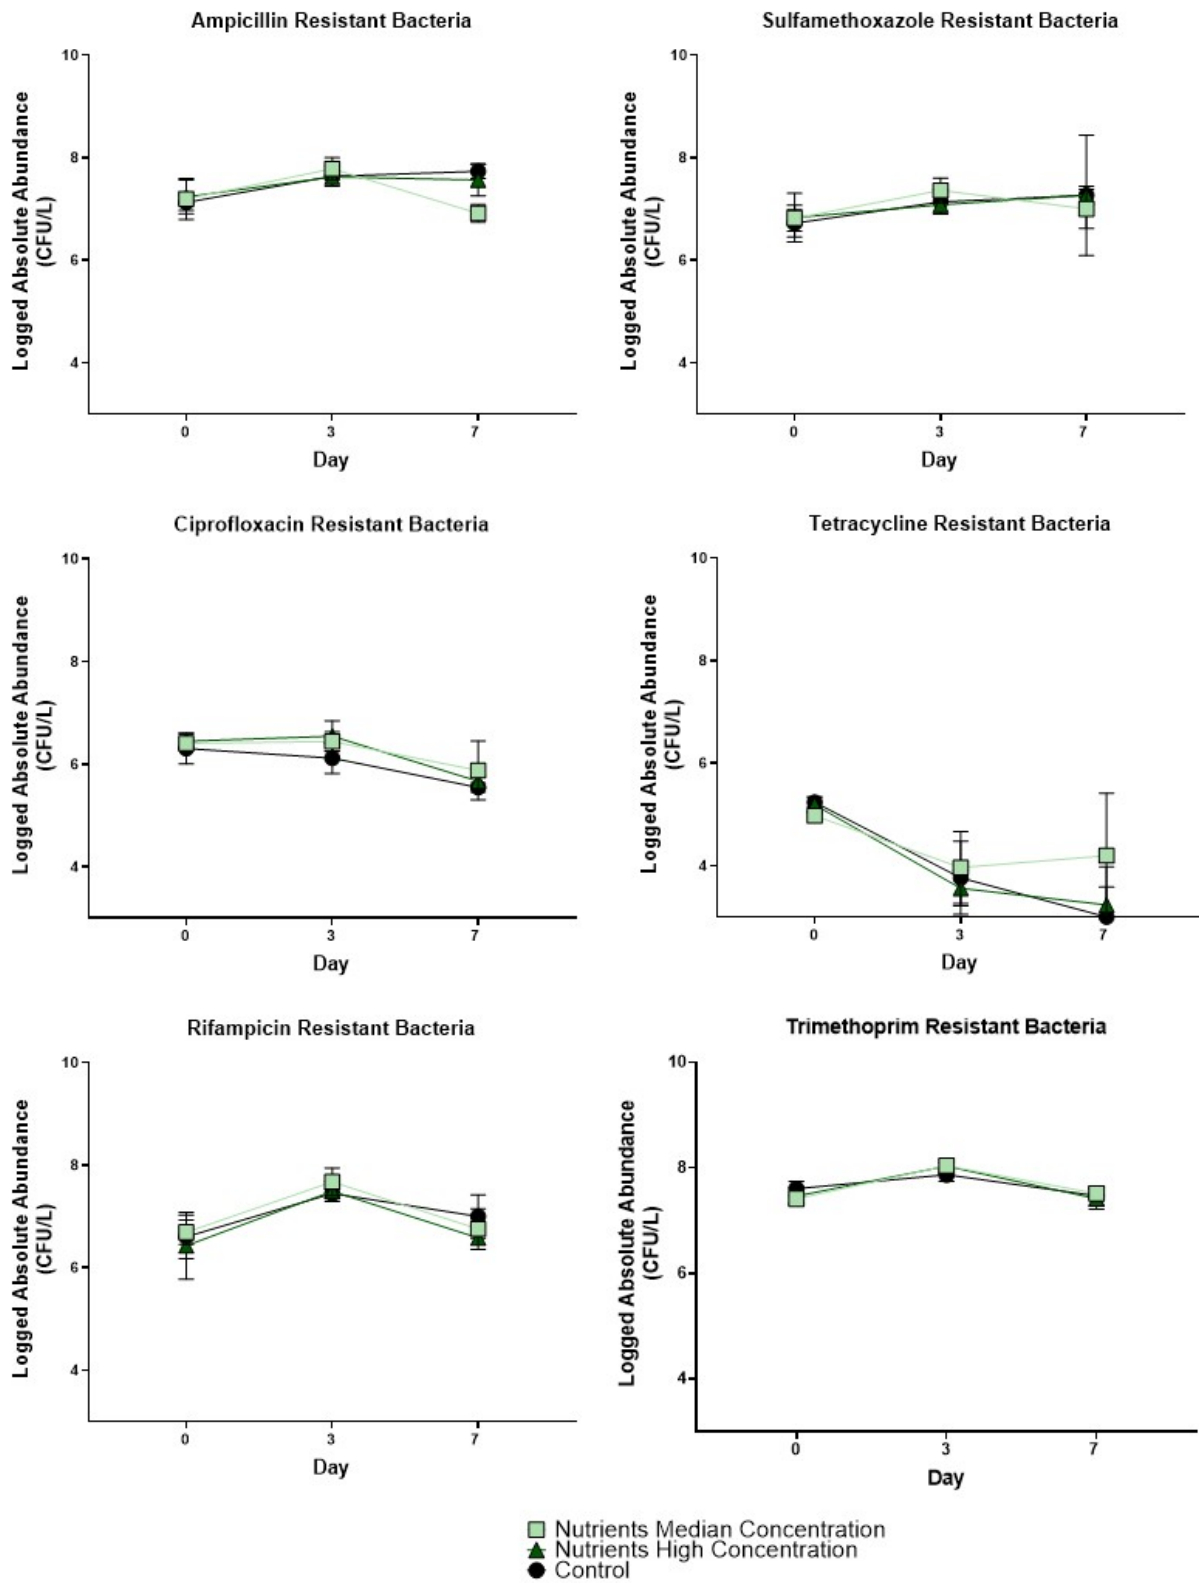 Ampicillin Resistant Bacteria
Logged Absolute Abundance
(CFU/L)
10
8
6
4
0 3 7
Day
Sulfamethoxazole Resistant Bacteria
Logged Absolute Abundance
(CFU/L)
10
8
6
4
0 3 7
Day
Ciprofloxacin Resistant Bacteria
Logged Absolute Abundance
(CFU/L)
10
8
6
4
0 3 7
Day
Tetracycline Resistant Bacteria
Logged Absolute Abundance
(CFU/L)
10
8
6
4
0 3 7
Day
Rifampicin Resistant Bacteria
Logged Absolute Abundance
(CFU/L)
10
8
6
4
0 3 7
Day
Trimethoprim Resistant Bacteria
Logged Absolute Abundance
(CFU/L)
10
8
6
4
0 3 7
Day
Nutrients Median Concentration
Nutrients High Concentration
Control